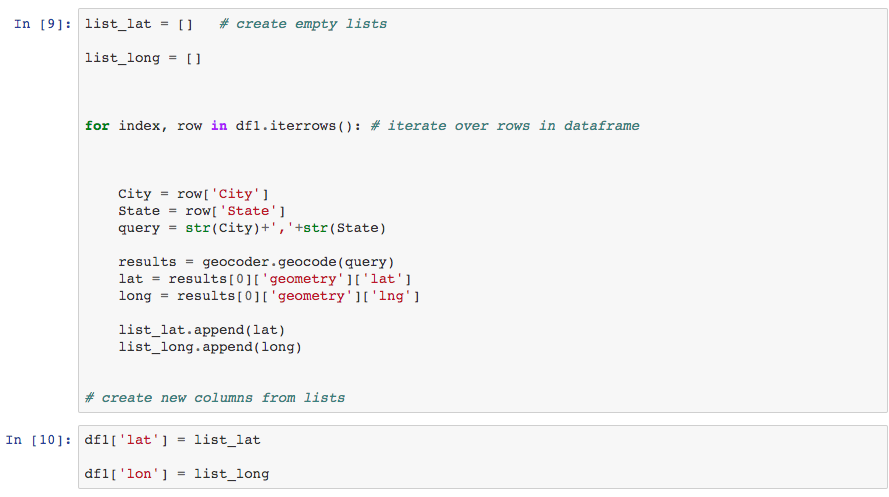 In [9]: list_lat = []   # create empty lists
list_long = []
for index, row in df1.iterrows(): # iterate over rows in dataframe
    City = row['City']
    State = row['State']
    query = str(City)+','+str(State)
    results = geocoder.geocode(query)
    lat = results[0]['geometry']['lat']
    long = results[0]['geometry']['lng']
    list_lat.append(lat)
    list_long.append(long)
# create new columns from lists
In [10]: df1['lat'] = list_lat
df1['lon'] = list_long